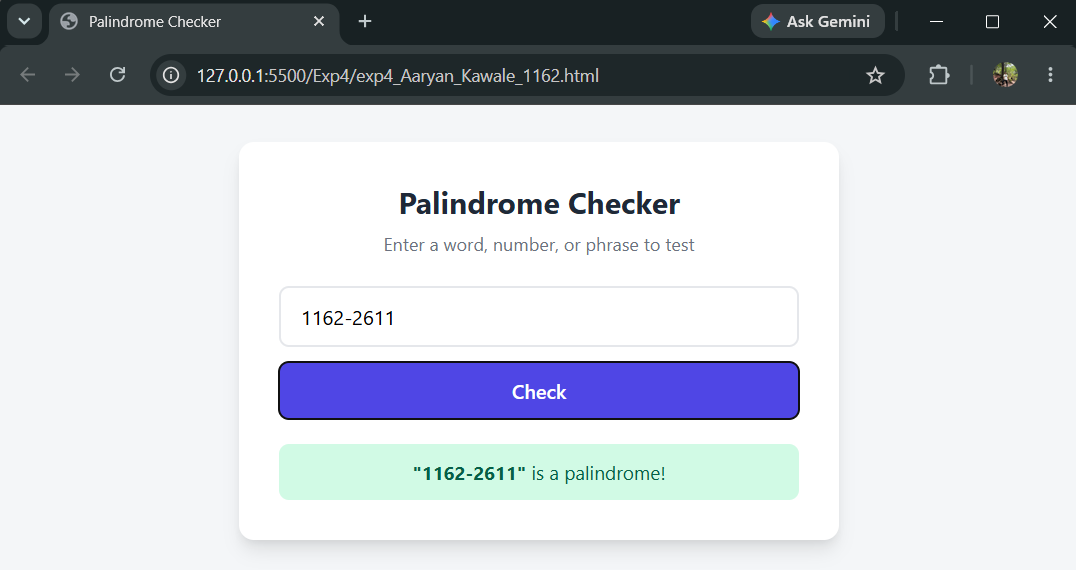 Palindrome Checker
Ask Gemini
127.0.0.1:5500/Exp4/exp4_Aaryan_Kawale_1162.html
Palindrome Checker
Enter a word, number, or phrase to test
1162-2611
Check
"1162-2611" is a palindrome!